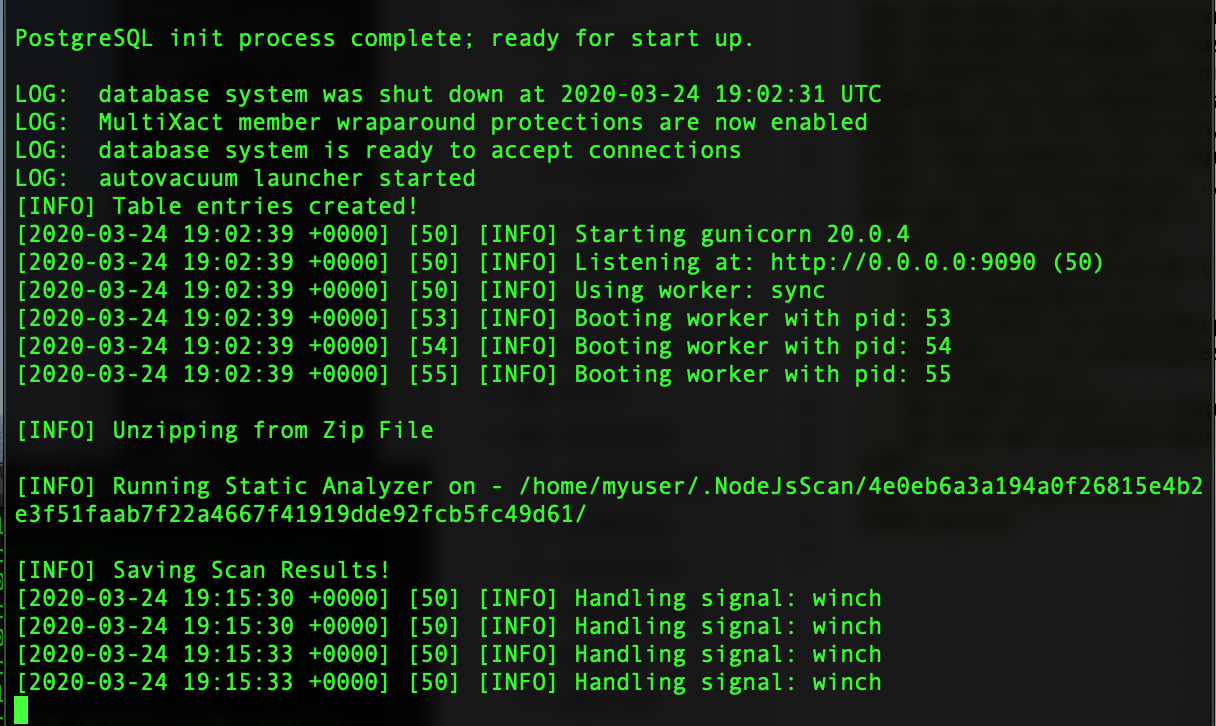 PostgreSQL init process complete; ready for start up.
LOG:  database system was shut down at 2020-03-24 19:02:31 UTC
LOG:  MultiXact member wraparound protections are now enabled
LOG:  database system is ready to accept connections
LOG:  autovacuum launcher started
[INFO] Table entries created!
[2020-03-24 19:02:39 +0000] [50] [INFO] Starting gunicorn 20.0.4
[2020-03-24 19:02:39 +0000] [50] [INFO] Listening at: http://0.0.0.0:9090 (50)
[2020-03-24 19:02:39 +0000] [50] [INFO] Using worker: sync
[2020-03-24 19:02:39 +0000] [53] [INFO] Booting worker with pid: 53
[2020-03-24 19:02:39 +0000] [54] [INFO] Booting worker with pid: 54
[2020-03-24 19:02:39 +0000] [55] [INFO] Booting worker with pid: 55
[INFO] Unzipping from Zip File
[INFO] Running Static Analyzer on - /home/myuser/.NodeJsScan/4e0eb6a3a194a0f26815e4b2
e3f51faab7f22a4667f41919dde92fcb5fc49d61/
[INFO] Saving Scan Results!
[2020-03-24 19:15:30 +0000] [50] [INFO] Handling signal: winch
[2020-03-24 19:15:30 +0000] [50] [INFO] Handling signal: winch
[2020-03-24 19:15:33 +0000] [50] [INFO] Handling signal: winch
[2020-03-24 19:15:33 +0000] [50] [INFO] Handling signal: winch